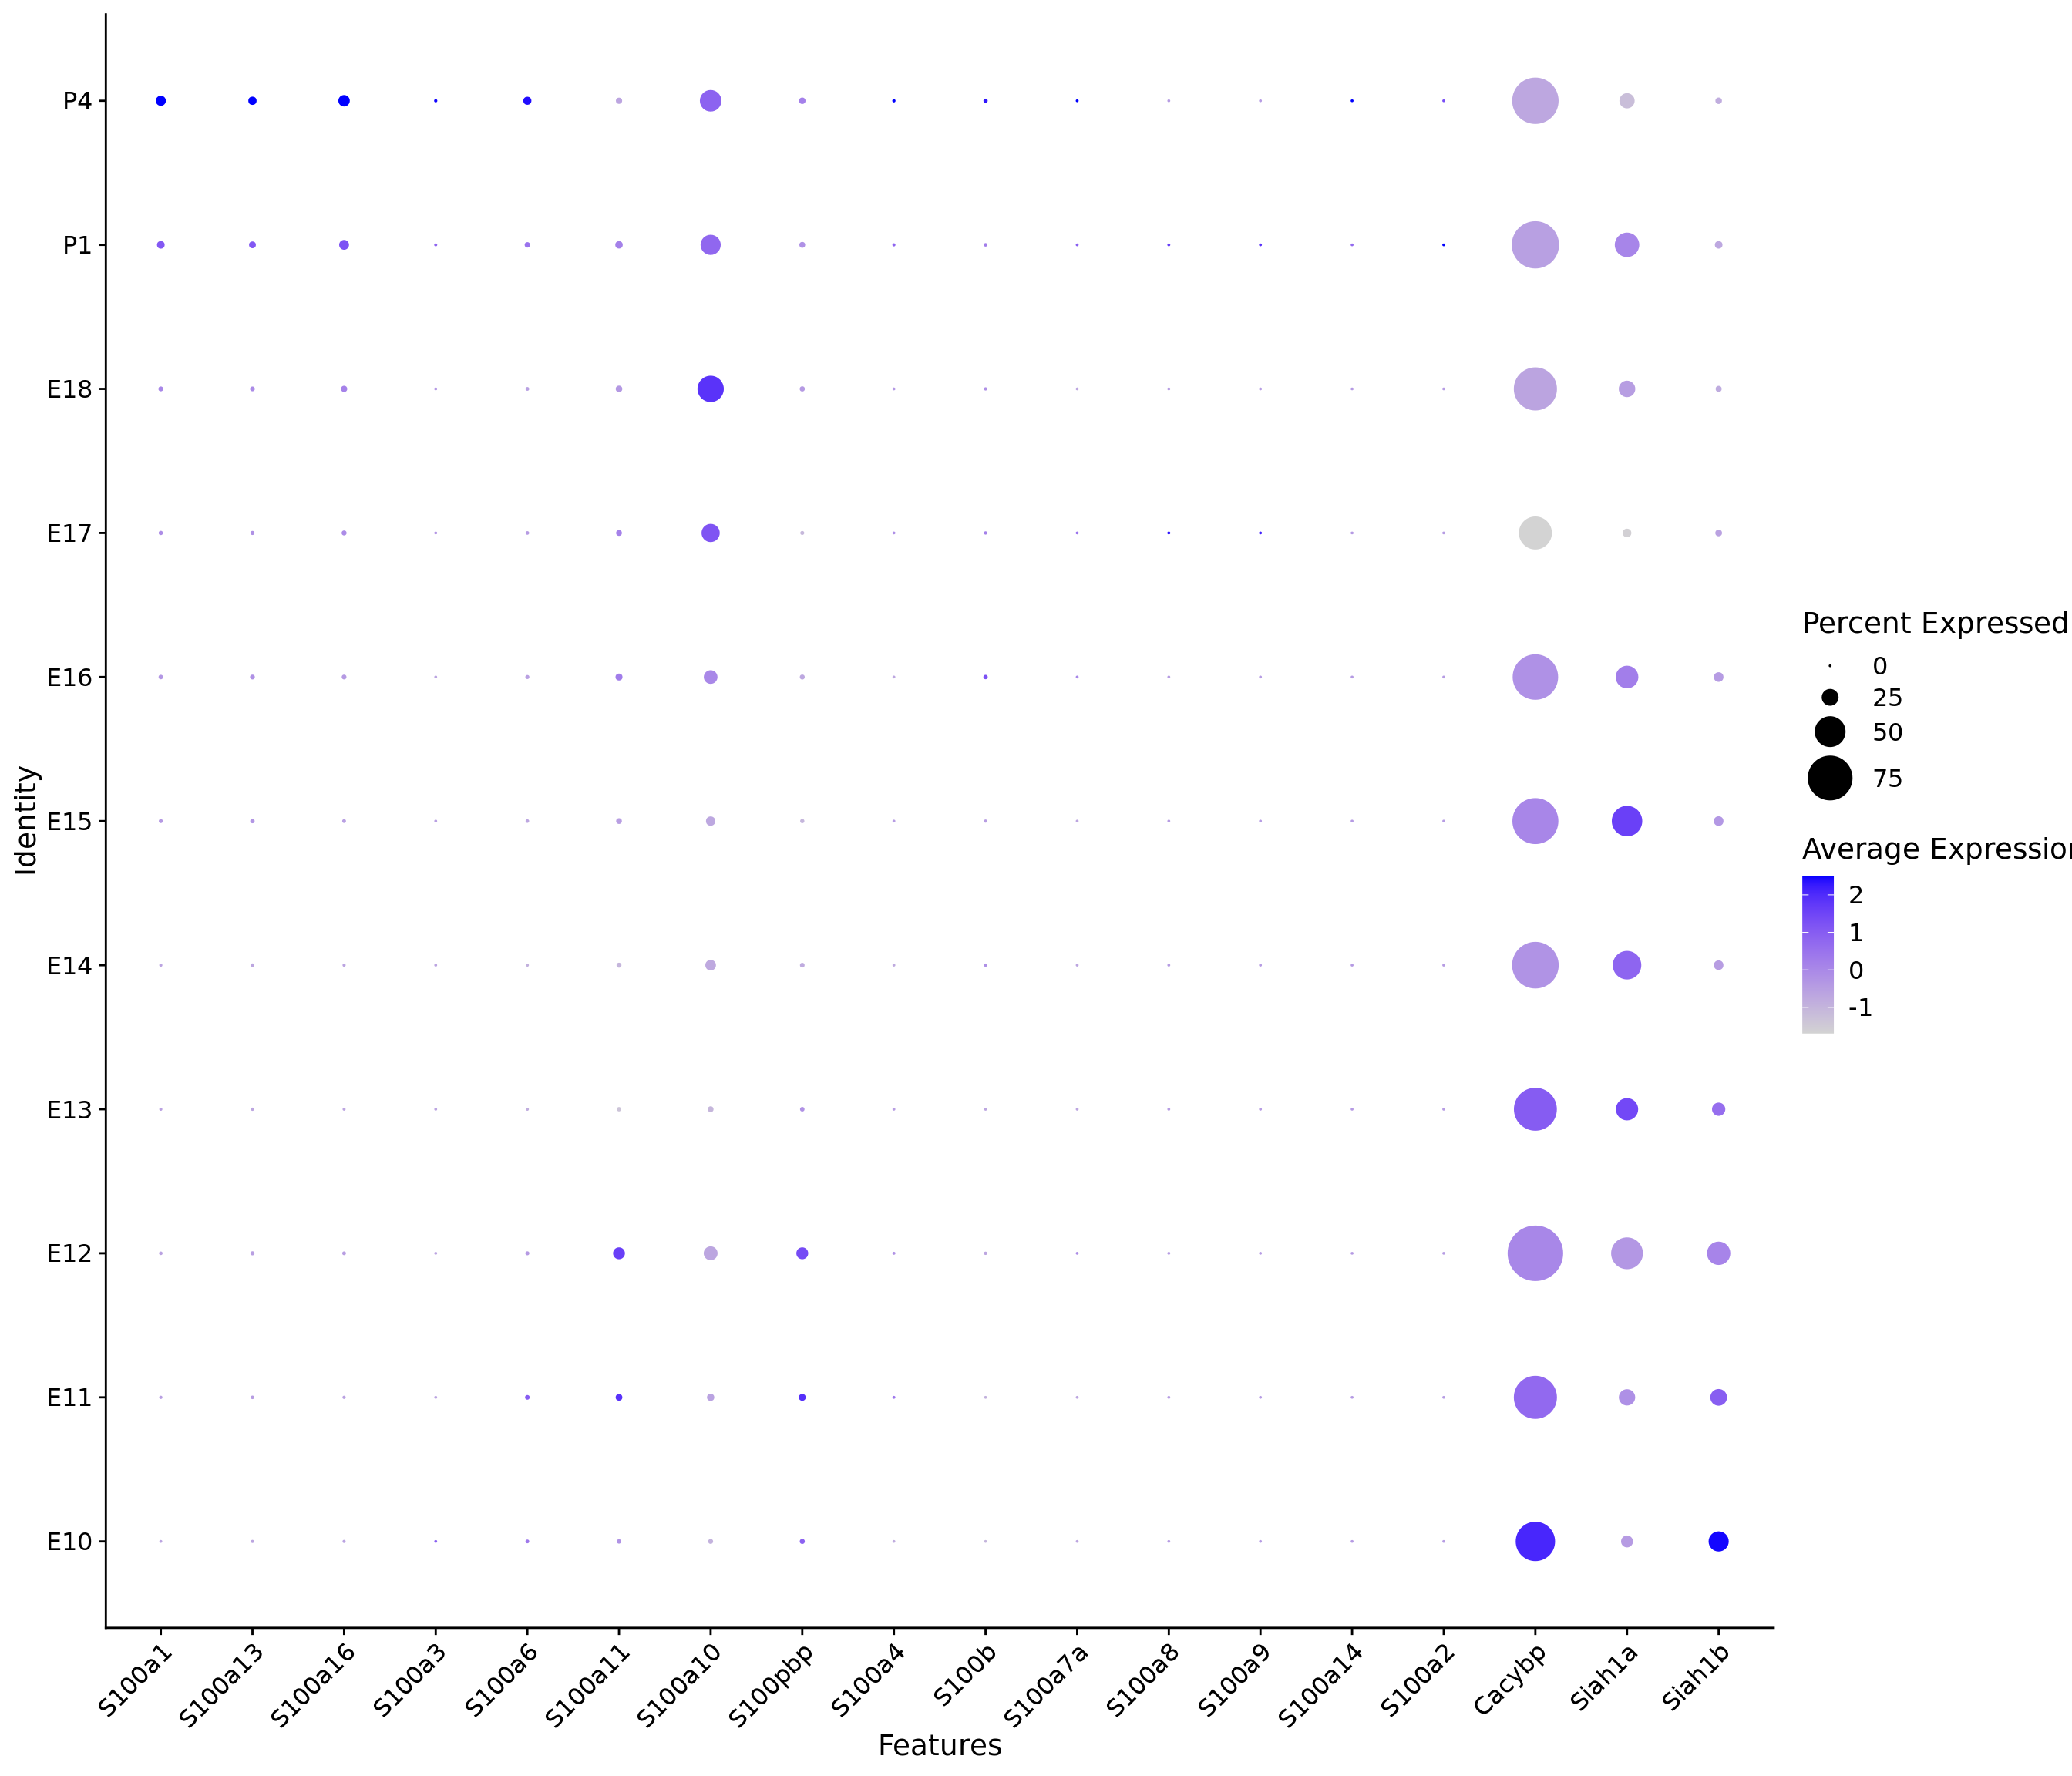 P4
P1
E18
E17
E16
E15
E14
E13
E12
E11
E10
Identity
S100a1
S100a13
S100a16
S100a3
S100a6
S100a11
S100a10
S100pbp
S100a4
S100b
S100a7a
S100a8
S100a9
S100a14
S100a2
Cacybp
Siah1a
Siah1b
Features
Percent Expressed
0
25
50
75
Average Expression
2
1
0
-1